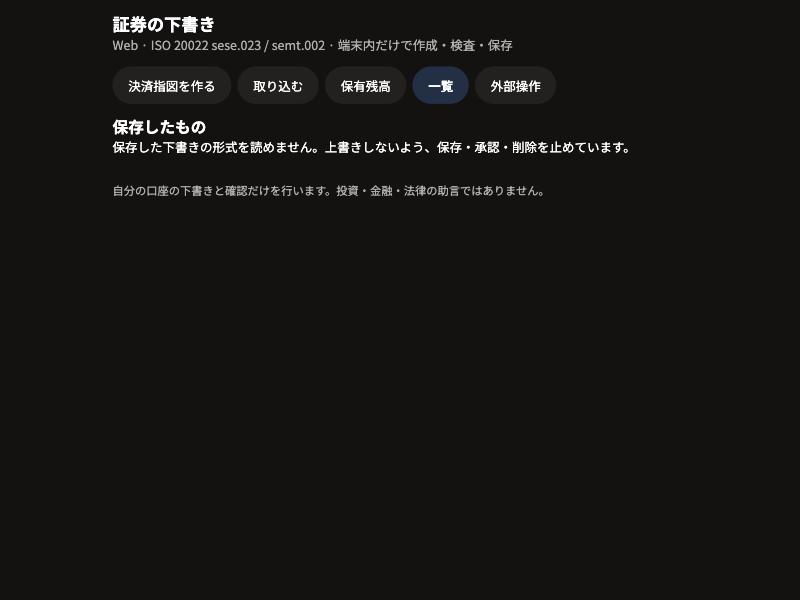 証券の下書き
Web · ISO 20022 sese.023 / semt.002 · 端末内だけで作成・検査・保存
決済指図を作る 取り込む 保有残高 一覧 外部操作
保存したもの
保存した下書きの形式を読めません。上書きしないよう、保存・承認・削除を止めています。
自分の口座の下書きと確認だけを行います。投資・金融・法律の助言ではありません。